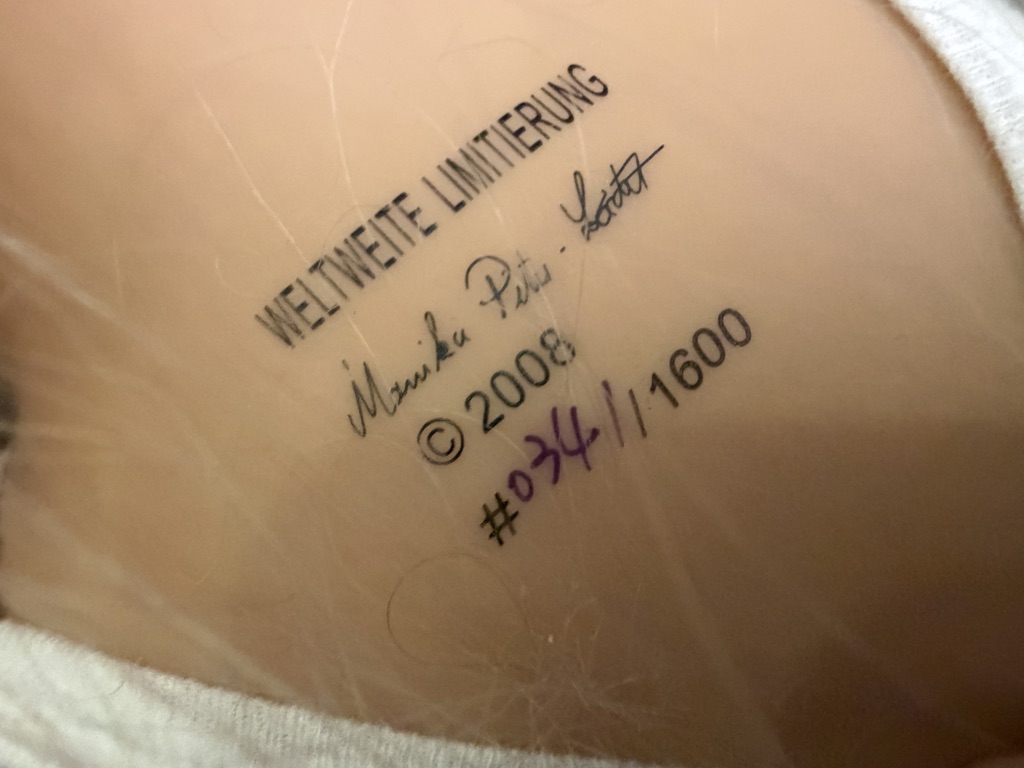 WELTWEITE LIMITIERUNG
Monika Peter-Leicht
© 2008
#0341/1600